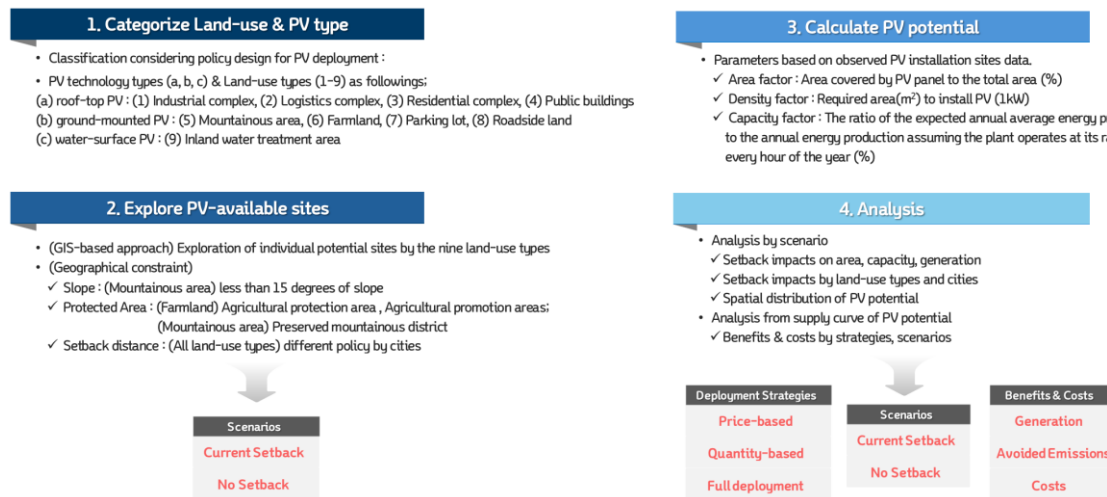 1. Categorize Land-use & PV type
• Classification considering policy design for PV deployment :
• PV technology types (a, b, c) & Land-use types (1-9) as followings;
(a) roof-top PV : (1) Industrial complex, (2) Logistics complex, (3) Residential complex, (4) Public buildings
(b) ground-mounted PV : (5) Mountainous area, (6) Farmland, (7) Parking lot, (8) Roadside land
(c) water-surface PV : (9) Inland water treatment area
2. Explore PV-available sites
• (GIS-based approach) Exploration of individual potential sites by the nine land-use types
• (Geographical constraint)
✓ Slope : (Mountainous area) less than 15 degrees of slope
✓ Protected Area : (Farmland) Agricultural protection area , Agricultural promotion areas;
(Mountainous area) Preserved mountainous district
✓ Setback distance : (All land-use types) different policy by cities
Scenarios
Current Setback
No Setback
3. Calculate PV potential
• Parameters based on observed PV installation sites data.
✓ Area factor : Area covered by PV panel to the total area (%)
✓ Density factor : Required area(m²) to install PV (1kW)
✓ Capacity factor : The ratio of the expected annual average energy p
to the annual energy production assuming the plant operates at its ra
every hour of the year (%)
4. Analysis
• Analysis by scenario
✓ Setback impacts on area, capacity, generation
✓ Setback impacts by land-use types and cities
✓ Spatial distribution of PV potential
• Analysis from supply curve of PV potential
✓ Benefits & costs by strategies, scenarios
Deployment Strategies
Price-based
Quantity-based
Full deployment
Scenarios
Current Setback
No Setback
Benefits & Costs
Generation
Avoided Emissions
Costs